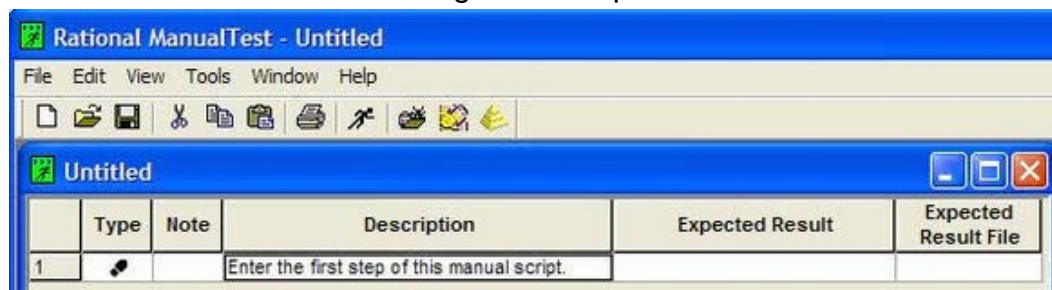 Rational ManualTest - Untitled
File Edit View Tools Window Help
Untitled
Type Note Description Expected Result Expected Result File
1 Enter the first step of this manual script.